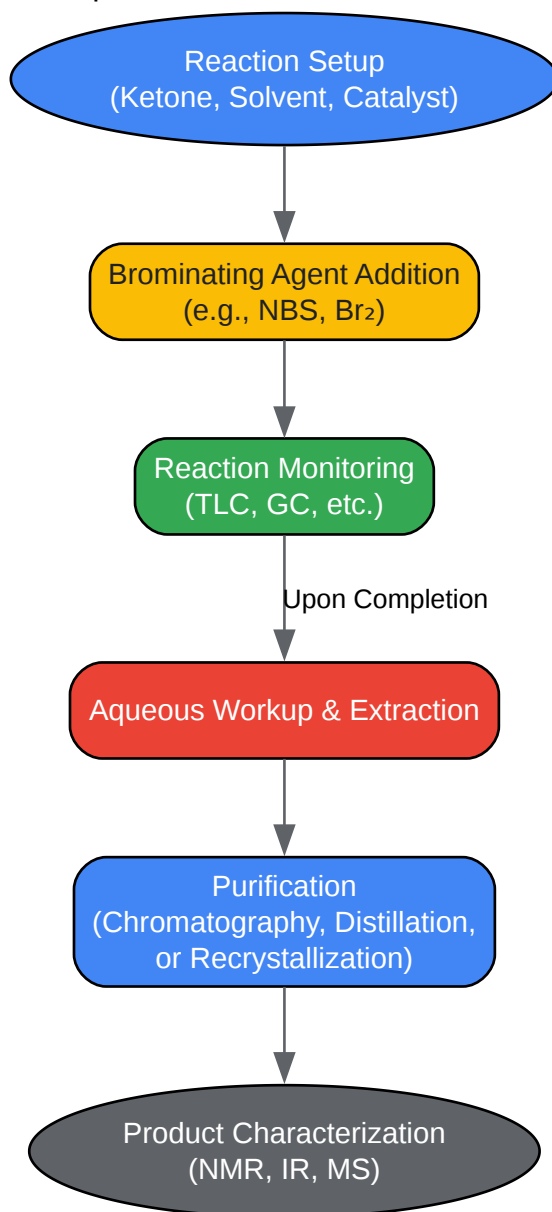 Reaction Setup
(Ketone, Solvent, Catalyst)
Brominating Agent Addition
(e.g., NBS, Br₂)
Reaction Monitoring
(TLC, GC, etc.)
Upon Completion
Aqueous Workup & Extraction
Purification
(Chromatography, Distillation,
or Recrystallization)
Product Characterization
(NMR, IR, MS)